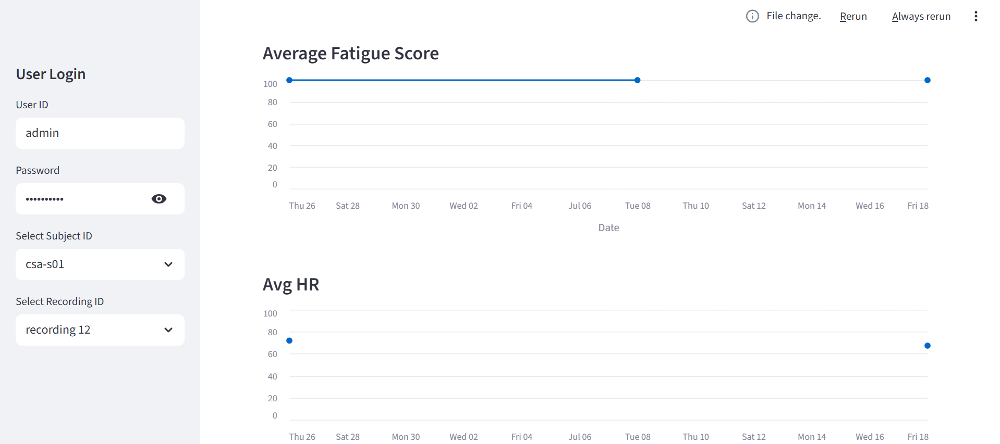 File change. Rerun Always rerun
User Login
User ID
admin
Password
••••••••••
Select Subject ID
csa-s01
Select Recording ID
recording 12
Average Fatigue Score
100
80
60
40
20
0
Thu 26 Sat 28 Mon 30 Wed 02 Fri 04 Jul 06 Tue 08 Thu 10 Sat 12 Mon 14 Wed 16 Fri 18
Date
Avg HR
100
80
60
40
20
0
Thu 26 Sat 28 Mon 30 Wed 02 Fri 04 Jul 06 Tue 08 Thu 10 Sat 12 Mon 14 Wed 16 Fri 18